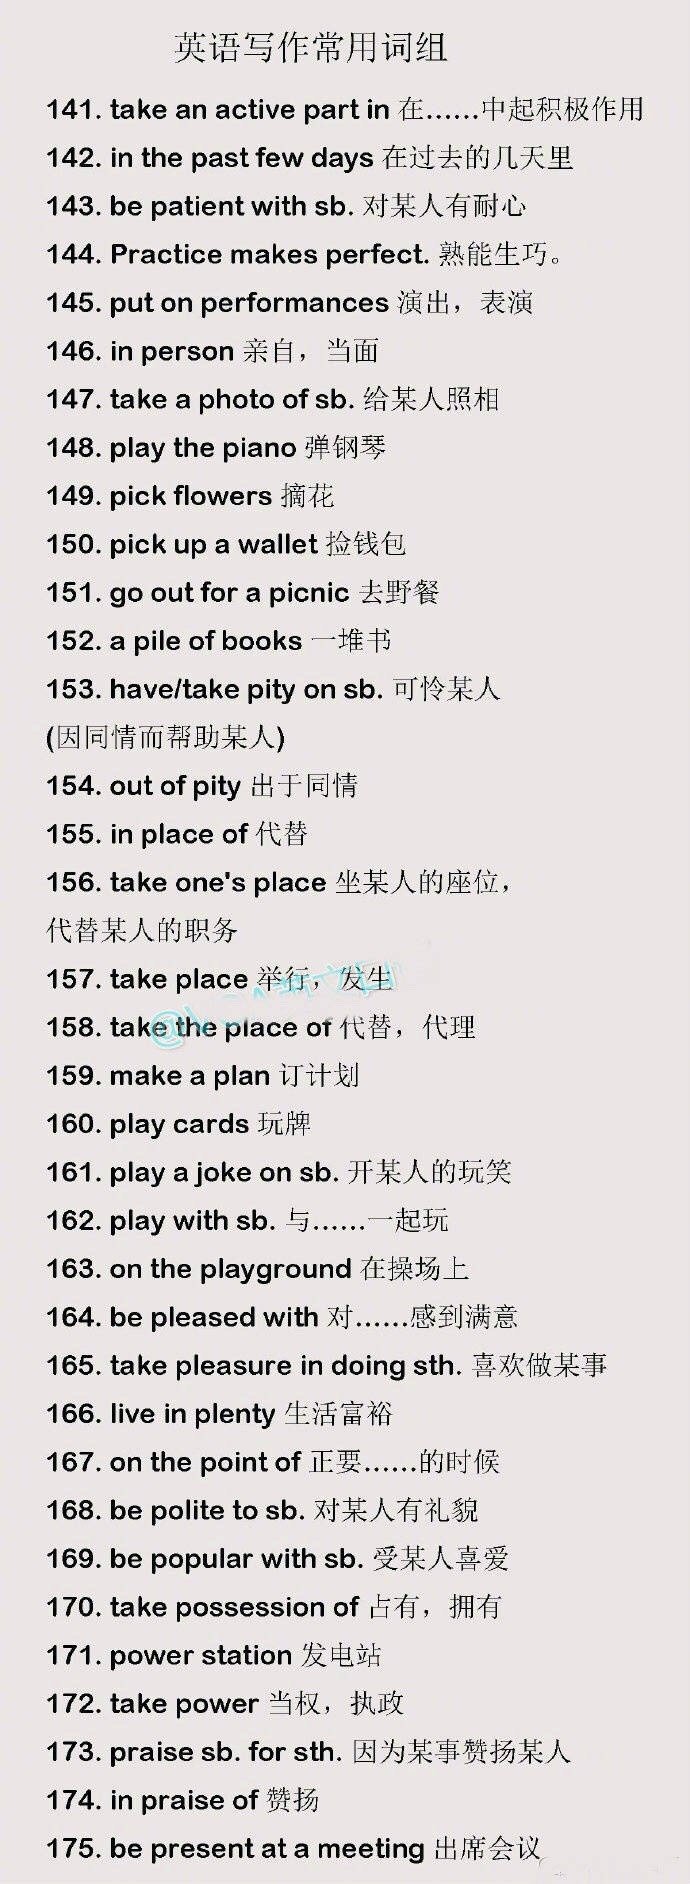 英语写作常用词组
141. take an active part in 在……中起积极作用
142. in the past few days 在过去的几天里
143. be patient with sb. 对某人有耐心
144. Practice makes perfect. 熟能生巧。
145. put on performances 演出，表演
146. in person 亲自，当面
147. take a photo of sb. 给某人照相
148. play the piano 弹钢琴
149. pick flowers 摘花
150. pick up a wallet 捡钱包
151. go out for a picnic 去野餐
152. a pile of books 一堆书
153. have/take pity on sb. 可怜某人
(因同情而帮助某人)
154. out of pity 出于同情
155. in place of 代替
156. take one's place 坐某人的座位，
代替某人的职务
157. take place 举行，发生
158. take the place of 代替，代理
159. make a plan 订计划
160. play cards 玩牌
161. play a joke on sb. 开某人的玩笑
162. play with sb. 与……一起玩
163. on the playground 在操场上
164. be pleased with 对……感到满意
165. take pleasure in doing sth. 喜欢做某事
166. live in plenty 生活富裕
167. on the point of 正要……的时候
168. be polite to sb. 对某人有礼貌
169. be popular with sb. 受某人喜爱
170. take possession of 占有，拥有
171. power station 发电站
172. take power 当权，执政
173. praise sb. for sth. 因为某事赞扬某人
174. in praise of 赞扬
175. be present at a meeting 出席会议